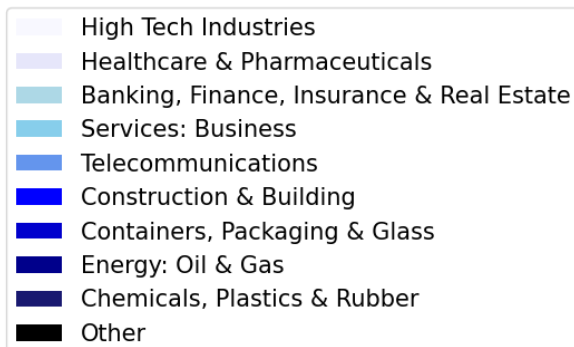 High Tech Industries
Healthcare & Pharmaceuticals
Banking, Finance, Insurance & Real Estate
Services: Business
Telecommunications
Construction & Building
Containers, Packaging & Glass
Energy: Oil & Gas
Chemicals, Plastics & Rubber
Other